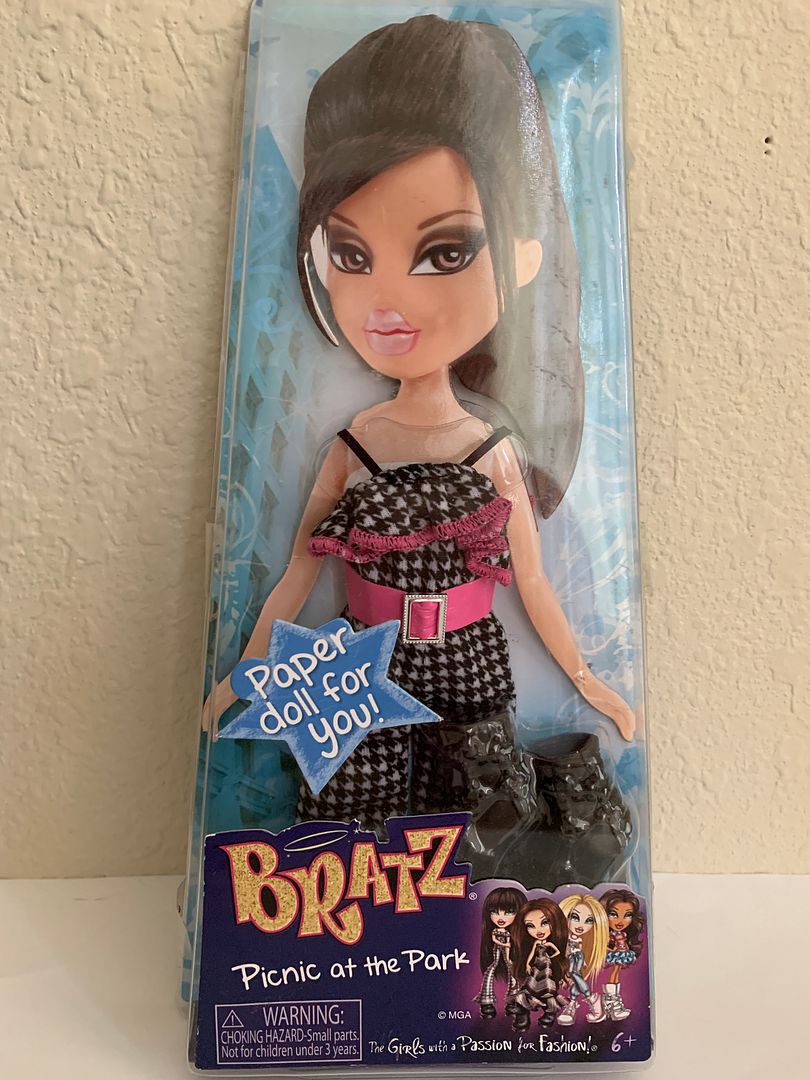 Paper
doll for
you!
BRATZ®
Picnic at the Park
© MGA
WARNING:
CHOKING HAZARD-Small parts.
Not for children under 3 years.
The GiRLS with a PASSiON FOR FASHiON!® 6+